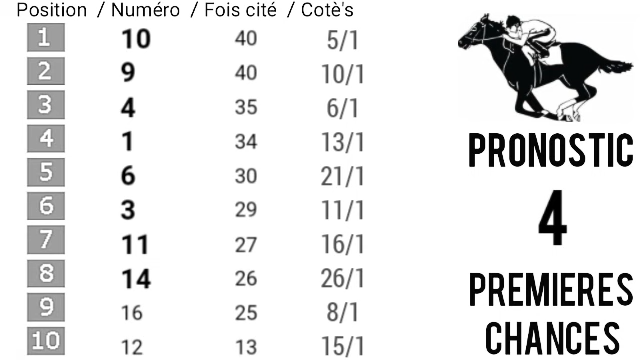 Position / Numéro / Fois cité / Cotè's
1 10 40 5/1
2 9 40 10/1
3 4 35 6/1
4 1 34 13/1
5 6 30 21/1
6 3 29 11/1
7 11 27 16/1
8 14 26 26/1
9 16 25 8/1
10 12 13 15/1
PRONOSTIC
4
PREMIERES
CHANCES